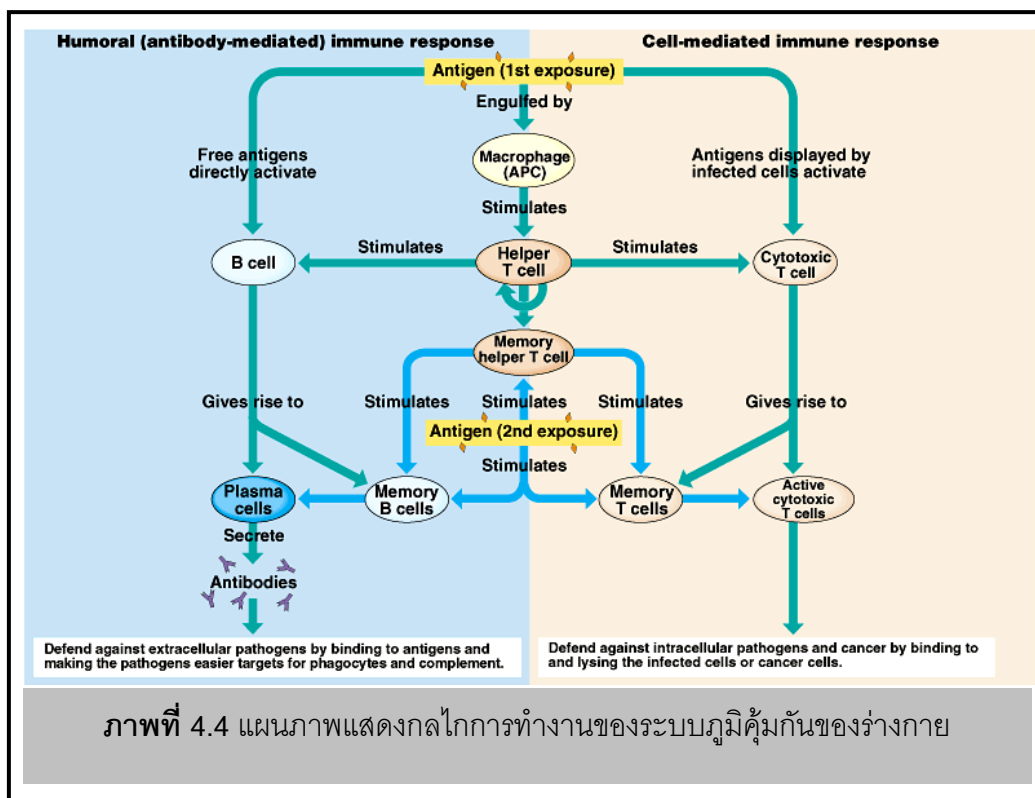 Humoral (antibody-mediated) immune response
Cell-mediated immune response
Antigen (1st exposure)
Engulfed by
Free antigens
directly activate
Macrophage
(APC)
Antigens displayed by
infected cells activate
Stimulates
B cell
Stimulates
Helper
T cell
Stimulates
Cytotoxic
T cell
Memory
helper T cell
Gives rise to
Stimulates
Stimulates
Stimulates
Gives rise to
Antigen (2nd exposure)
Stimulates
Plasma
cells
Memory
B cells
Memory
T cells
Active
cytotoxic
T cells
Secrete
Antibodies
Defend against extracellular pathogens by binding to antigens and
making the pathogens easier targets for phagocytes and complement.
Defend against intracellular pathogens and cancer by binding to
and lysing the infected cells or cancer cells.
ภาพที่ 4.4 แผนภาพแสดงกลไกการทำงานของระบบภูมิคุ้มกันของร่างกาย